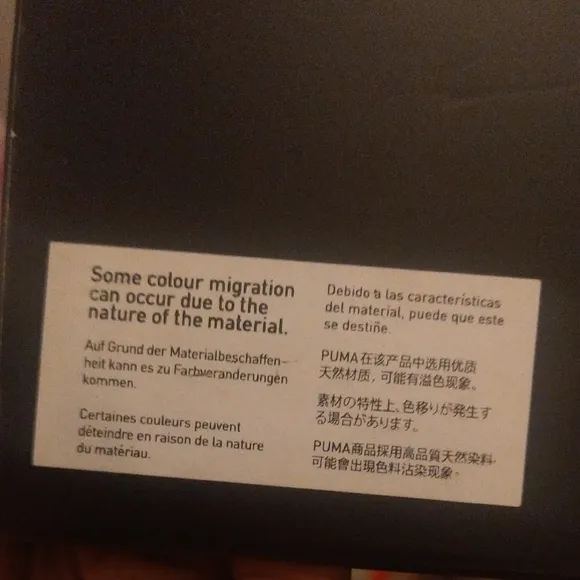 Some colour migration
can occur due to the
nature of the material.
Auf Grund der Materialbeschaffen-
heit kann es zu Farbveranderungen
kommen.
Certaines couleurs peuvent
déteindre en raison de la nature
du matériau.
Debido a las características
del material, puede que este
se destiñe.
PUMA在该产品中选用优质
天然材质，可能有溢色现象。
素材の特性上、色移りが発生す
る場合があります。
PUMA商品採用高品質天然染料·
可能會出現色料沾染现象·